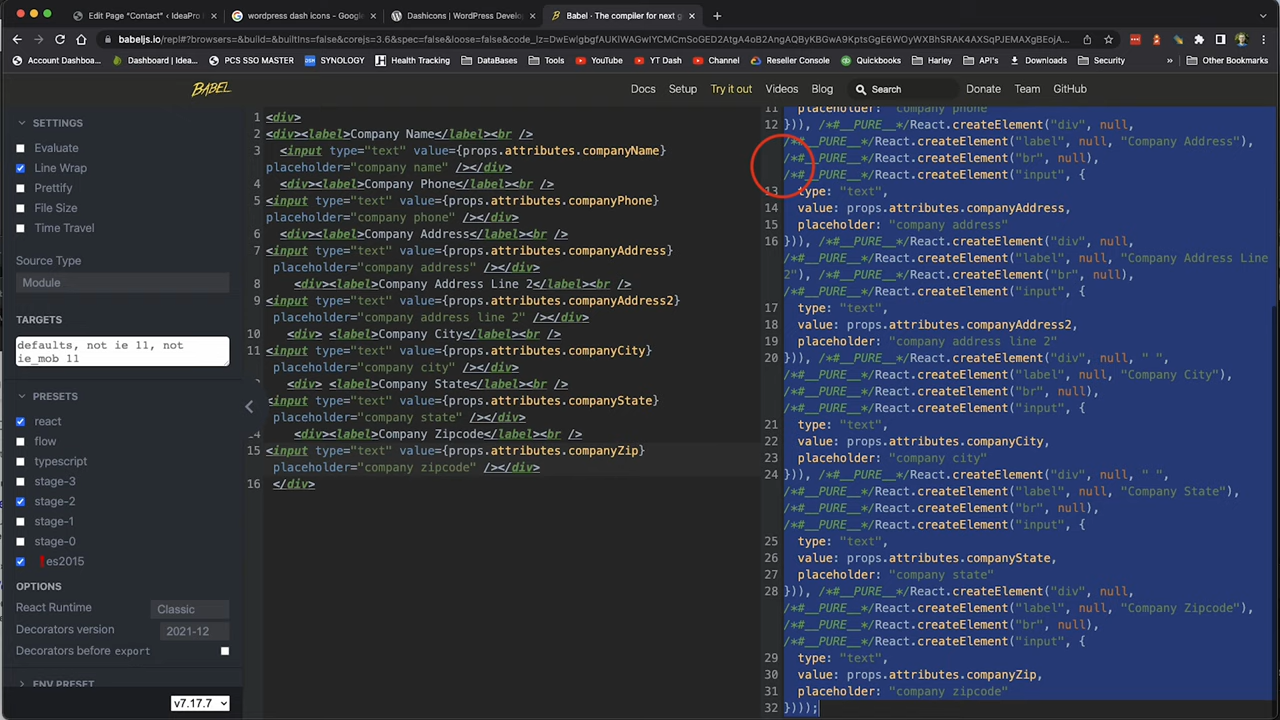 Edit Page "Contact" ‹ IdeaPro
wordpress dash icons - Google
Dashicons | WordPress Develop
Babel · The compiler for next g
babeljs.io/repl#?browsers=&build=&builtIns=false&corejs=3.6&spec=false&loose=false&code_lz=
Account Dashboa...
Dashboard | Idea...
PCS SSO MASTER
SYNOLOGY
Health Tracking
DataBases
Tools
YouTube
YT Dash
Channel
Reseller Console
Quickbooks
Harley
API's
Downloads
Security
»
Other Bookmarks
BABEL
Docs
Setup
Try it out
Videos
Blog
Search
Donate
Team
GitHub
SETTINGS
Evaluate
Line Wrap
Prettify
File Size
Time Travel
Source Type
Module
TARGETS
defaults, not ie 11, not
ie_mob 11
PRESETS
react
flow
typescript
stage-3
stage-2
stage-1
stage-0
es2015
OPTIONS
React Runtime
Classic
Decorators version
2021-12
Decorators before export
ENV PRESET
v7.17.7
1 <div>
2 <div><label>Company Name</label><br />
3 <input type="text" value={props.attributes.companyName}
placeholder="company name" /></div>
4 <div><label>Company Phone</label><br />
5 <input type="text" value={props.attributes.companyPhone}
placeholder="company phone" /></div>
6 <div><label>Company Address</label><br />
7 <input type="text" value={props.attributes.companyAddress}
placeholder="company address" /></div>
8 <div><label>Company Address Line 2</label><br />
9 <input type="text" value={props.attributes.companyAddress2}
placeholder="company address line 2" /></div>
10 <div> <label>Company City</label><br />
11 <input type="text" value={props.attributes.companyCity}
placeholder="company city" /></div>
<div> <label>Company State</label><br />
<input type="text" value={props.attributes.companyState}
placeholder="company state" /></div>
14 <div><label>Company Zipcode</label><br />
15 <input type="text" value={props.attributes.companyZip}
placeholder="company zipcode" /></div>
16 </div>
11 placeholder: "company phone"
12 })), /*#__PURE__*/React.createElement("div", null,
/*#__PURE__*/React.createElement("label", null, "Company Address"),
/*#__PURE__*/React.createElement("br", null),
/*#__PURE__*/React.createElement("input", {
13 type: "text",
14 value: props.attributes.companyAddress,
15 placeholder: "company address"
16 })), /*#__PURE__*/React.createElement("div", null,
/*#__PURE__*/React.createElement("label", null, "Company Address Line
2"), /*#__PURE__*/React.createElement("br", null),
/*#__PURE__*/React.createElement("input", {
17 type: "text",
18 value: props.attributes.companyAddress2,
19 placeholder: "company address line 2"
20 })), /*#__PURE__*/React.createElement("div", null, " ",
/*#__PURE__*/React.createElement("label", null, "Company City"),
/*#__PURE__*/React.createElement("br", null),
/*#__PURE__*/React.createElement("input", {
21 type: "text",
22 value: props.attributes.companyCity,
23 placeholder: "company city"
24 })), /*#__PURE__*/React.createElement("div", null, " ",
/*#__PURE__*/React.createElement("label", null, "Company State"),
/*#__PURE__*/React.createElement("br", null),
/*#__PURE__*/React.createElement("input", {
25 type: "text",
26 value: props.attributes.companyState,
27 placeholder: "company state"
28 })), /*#__PURE__*/React.createElement("div", null,
/*#__PURE__*/React.createElement("label", null, "Company Zipcode"),
/*#__PURE__*/React.createElement("br", null),
/*#__PURE__*/React.createElement("input", {
29 type: "text",
30 value: props.attributes.companyZip,
31 placeholder: "company zipcode"
32 })));